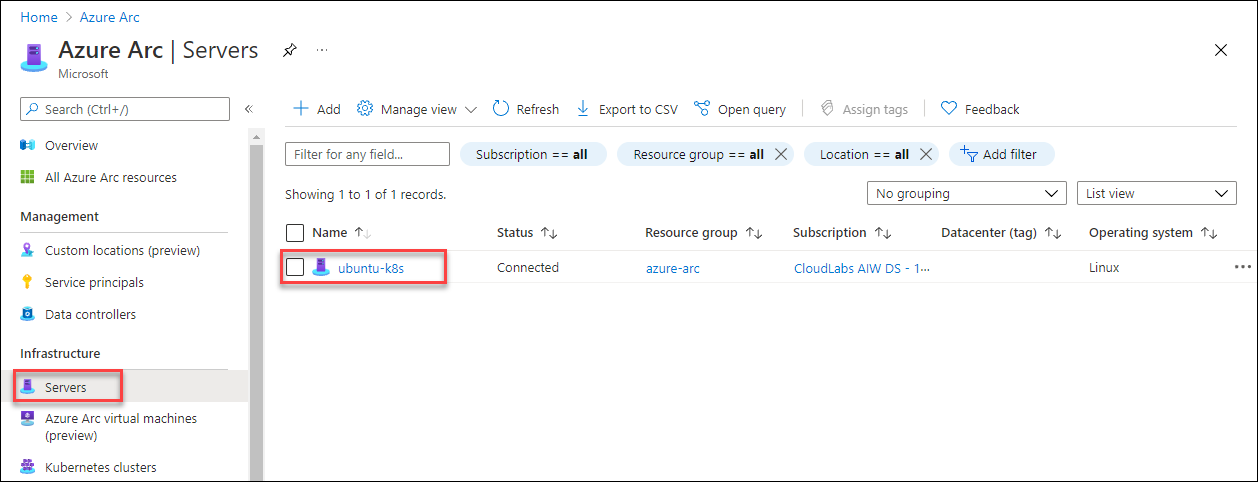 Home > Azure Arc
Azure Arc | Servers
Microsoft
Search (Ctrl+/)
Overview
All Azure Arc resources
Management
Custom locations (preview)
Service principals
Data controllers
Infrastructure
Servers
Azure Arc virtual machines
(preview)
Kubernetes clusters
Add Manage view Refresh Export to CSV Open query Assign tags Feedback
Filter for any field... Subscription == all Resource group == all Location == all Add filter
Showing 1 to 1 of 1 records. No grouping List view
Name Status Resource group Subscription Datacenter (tag) Operating system
ubuntu-k8s Connected azure-arc CloudLabs AIW DS - 1... Linux